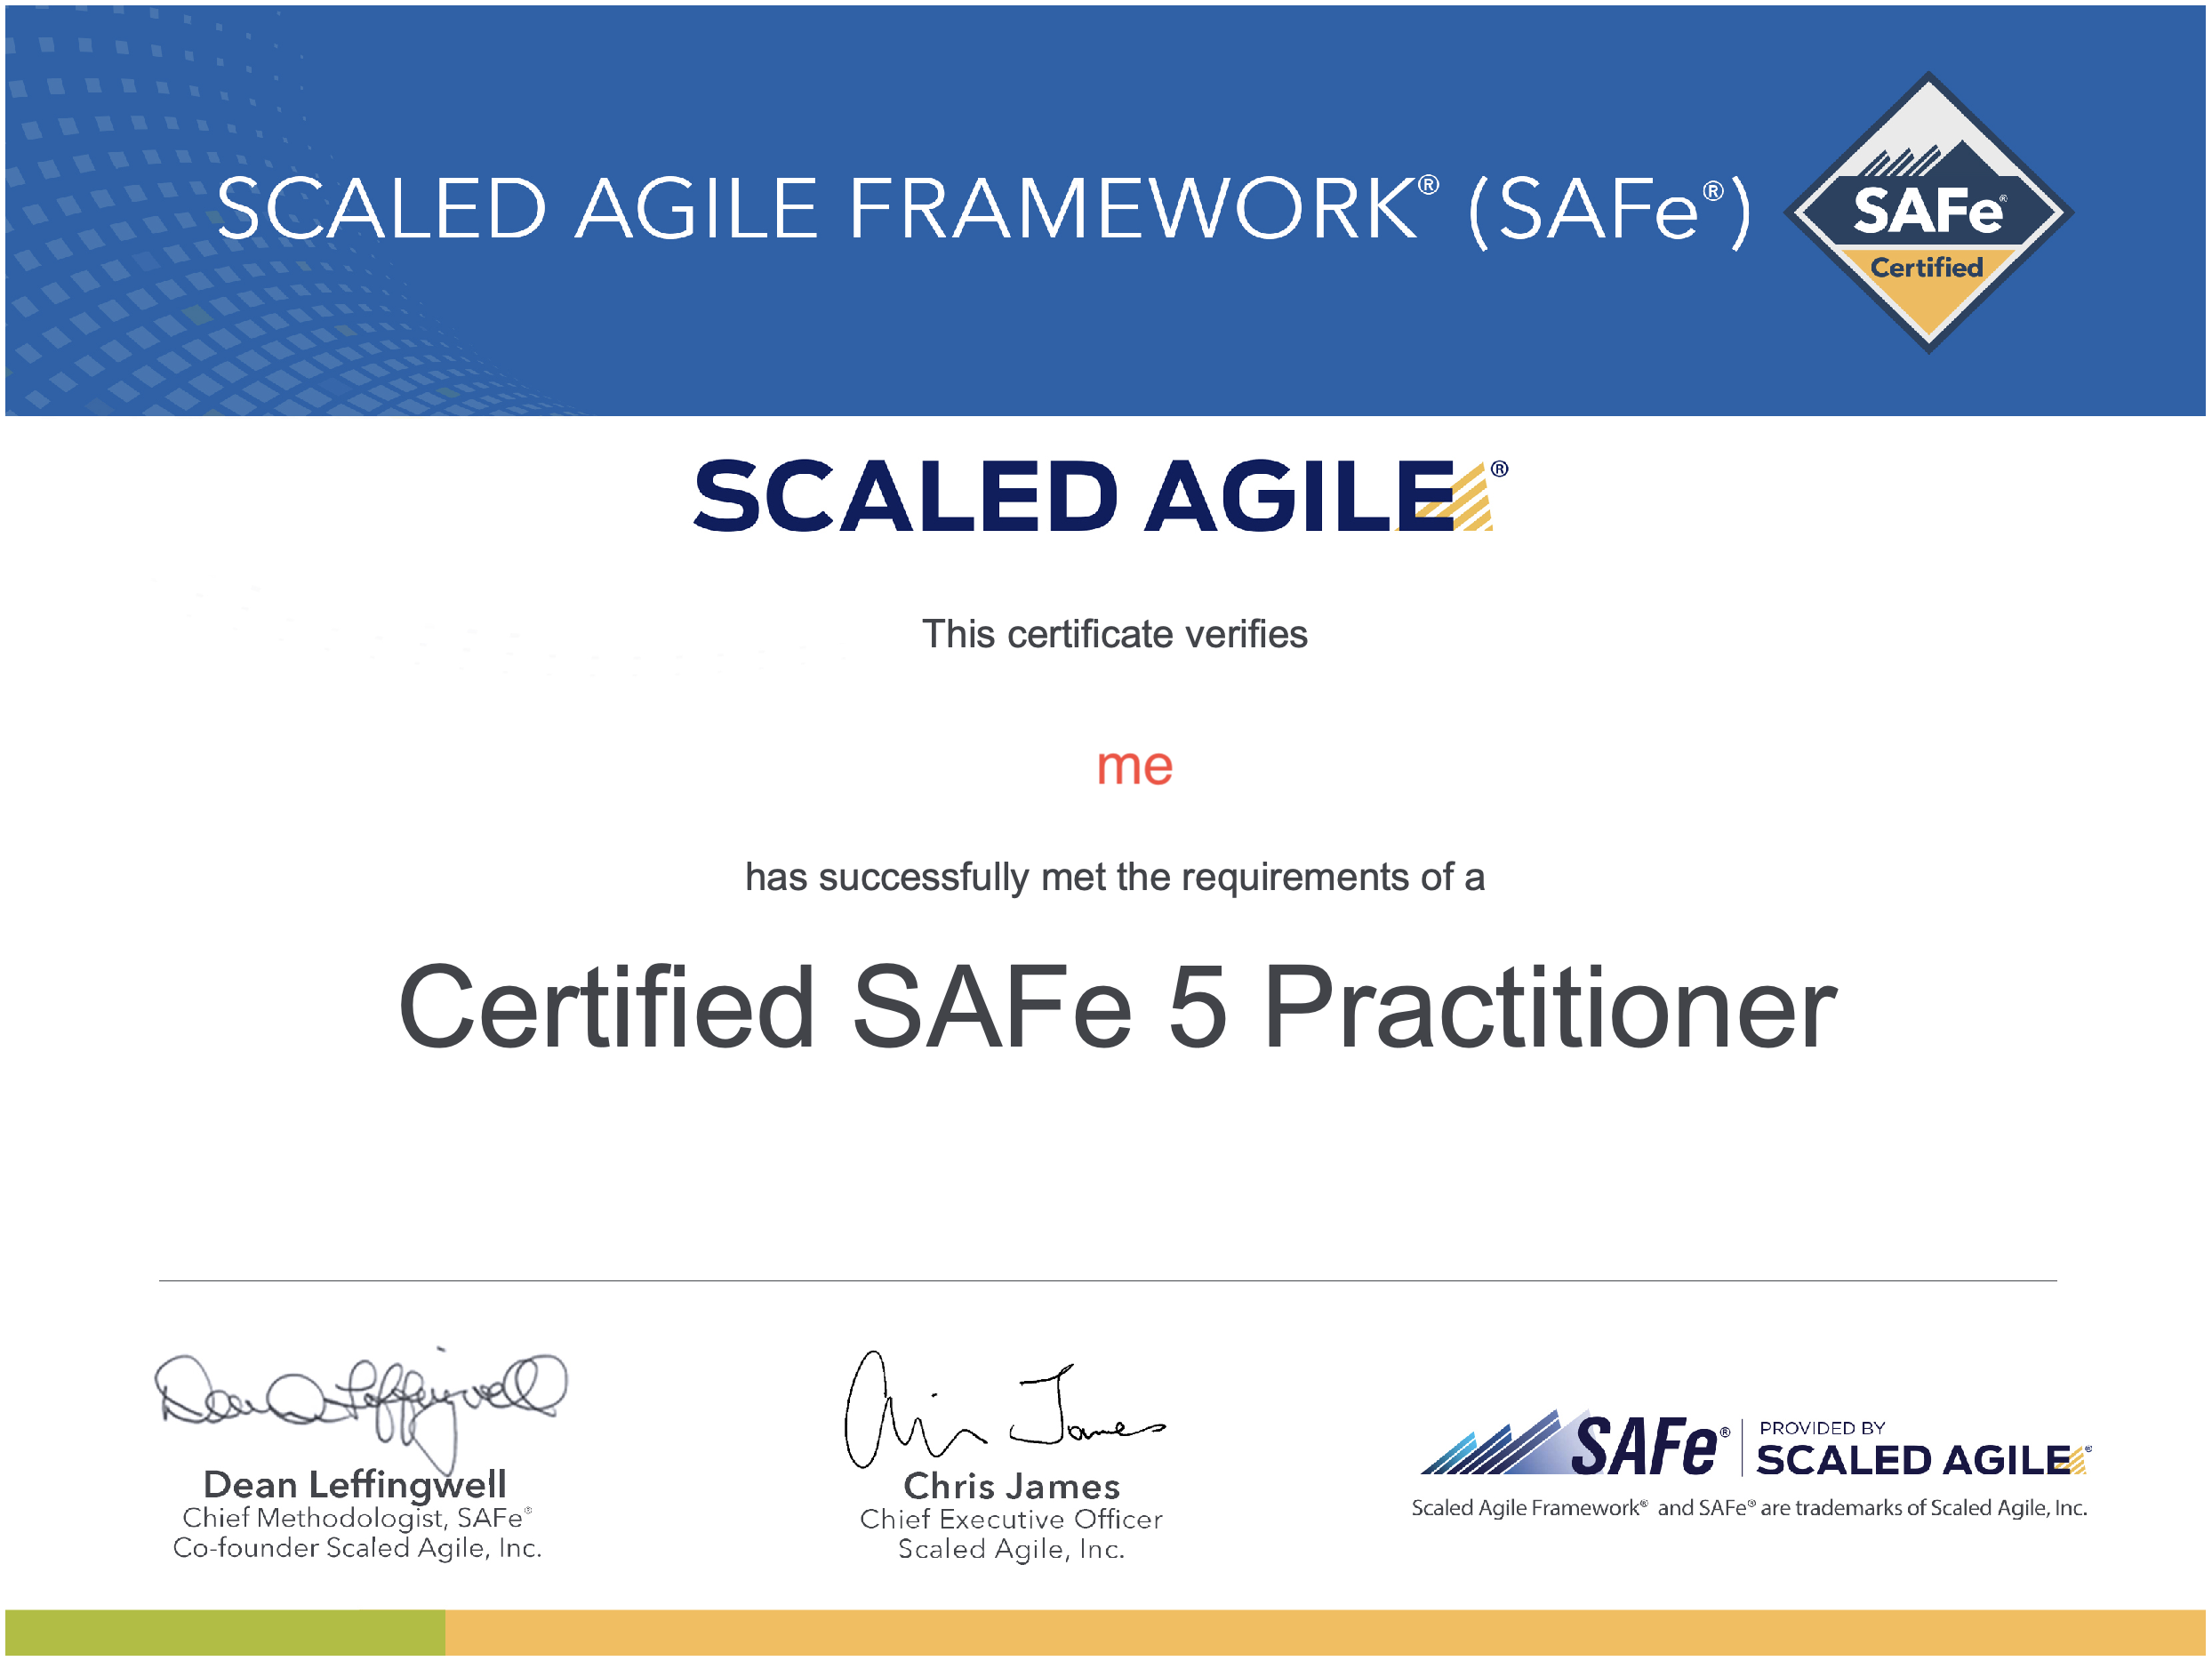 SCALED AGILE FRAMEWORK® (SAFe®)
SAFe®
Certified
SCALED AGILE®
This certificate verifies
me
has successfully met the requirements of a
Certified SAFe 5 Practitioner
Dean Leffingwell
Dean Leffingwell
Chief Methodologist, SAFe®
Co-founder Scaled Agile, Inc.
Chris James
Chris James
Chief Executive Officer
Scaled Agile, Inc.
SAFe®
PROVIDED BY
SCALED AGILE®
Scaled Agile Framework® and SAFe® are trademarks of Scaled Agile, Inc.